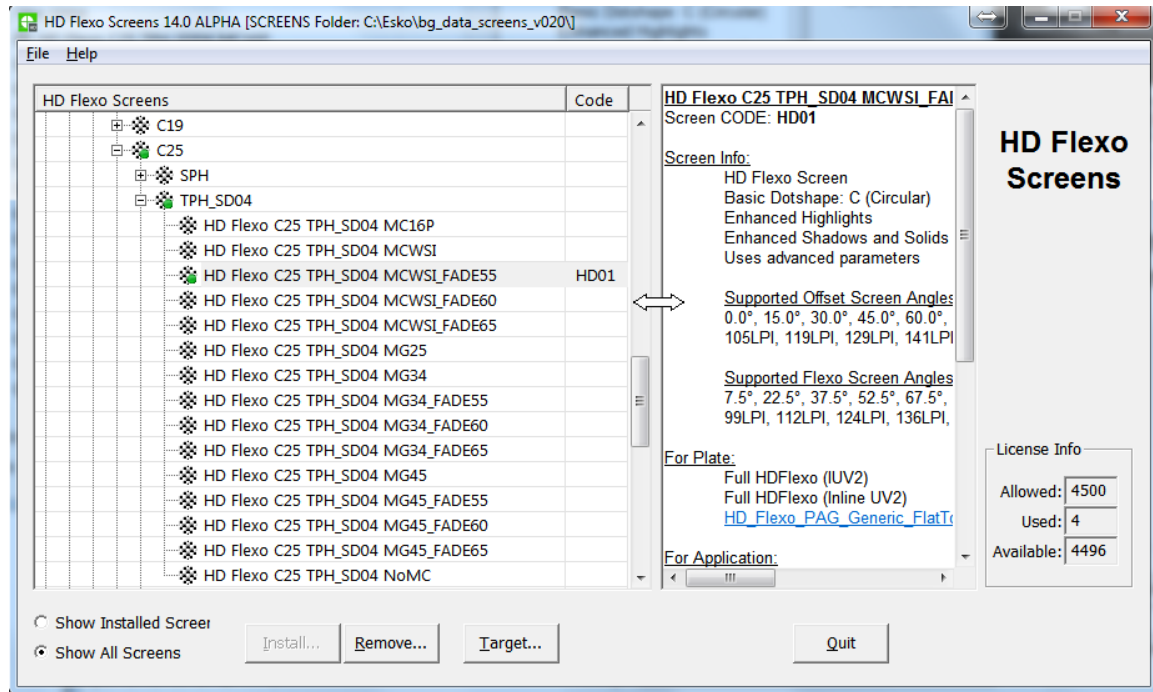 HD Flexo Screens 14.0 ALPHA [SCREENS Folder: C:\Esko\bg_data_screens_v020\]
File Help
HD Flexo Screens Code
C19
C25
SPH
TPH_SD04
HD Flexo C25 TPH_SD04 MC16P
HD Flexo C25 TPH_SD04 MCWSI
HD Flexo C25 TPH_SD04 MCWSI_FADE55 HD01
HD Flexo C25 TPH_SD04 MCWSI_FADE60
HD Flexo C25 TPH_SD04 MCWSI_FADE65
HD Flexo C25 TPH_SD04 MG25
HD Flexo C25 TPH_SD04 MG34
HD Flexo C25 TPH_SD04 MG34_FADE55
HD Flexo C25 TPH_SD04 MG34_FADE60
HD Flexo C25 TPH_SD04 MG34_FADE65
HD Flexo C25 TPH_SD04 MG45
HD Flexo C25 TPH_SD04 MG45_FADE55
HD Flexo C25 TPH_SD04 MG45_FADE60
HD Flexo C25 TPH_SD04 MG45_FADE65
HD Flexo C25 TPH_SD04 NoMC
HD Flexo C25 TPH_SD04 MCWSI_FAI
Screen CODE: HD01
Screen Info:
HD Flexo Screen
Basic Dotshape: C (Circular)
Enhanced Highlights
Enhanced Shadows and Solids
Uses advanced parameters
Supported Offset Screen Angles
0.0°, 15.0°, 30.0°, 45.0°, 60.0°,
105LPI, 119LPI, 129LPI, 141LPI
Supported Flexo Screen Angles
7.5°, 22.5°, 37.5°, 52.5°, 67.5°,
99LPI, 112LPI, 124LPI, 136LPI,
For Plate:
Full HDFlexo (IUV2)
Full HDFlexo (Inline UV2)
HD_Flexo_PAG_Generic_FlatTo
For Application:
HD Flexo
Screens
License Info
Allowed: 4500
Used: 4
Available: 4496
Show Installed Screer
Show All Screens
Install...
Remove...
Target...
Quit